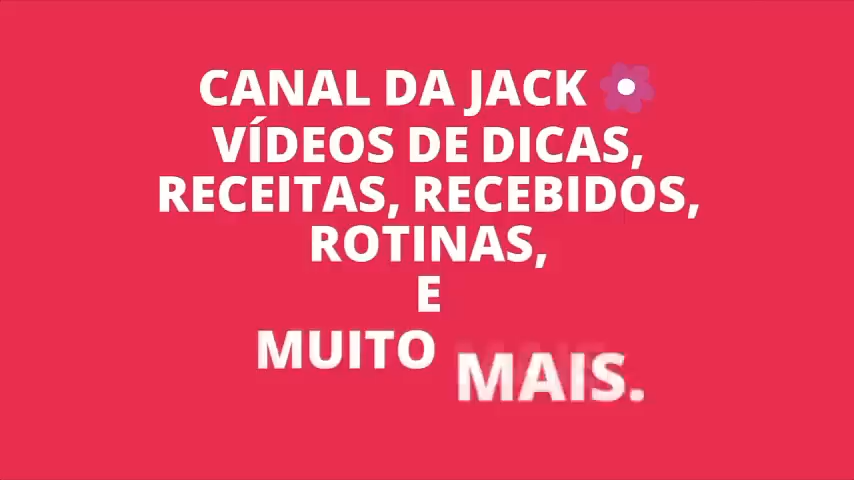 CANAL DA JACK
VÍDEOS DE DICAS,
RECEITAS, RECEBIDOS,
ROTINAS,
E
MUITO MAIS.